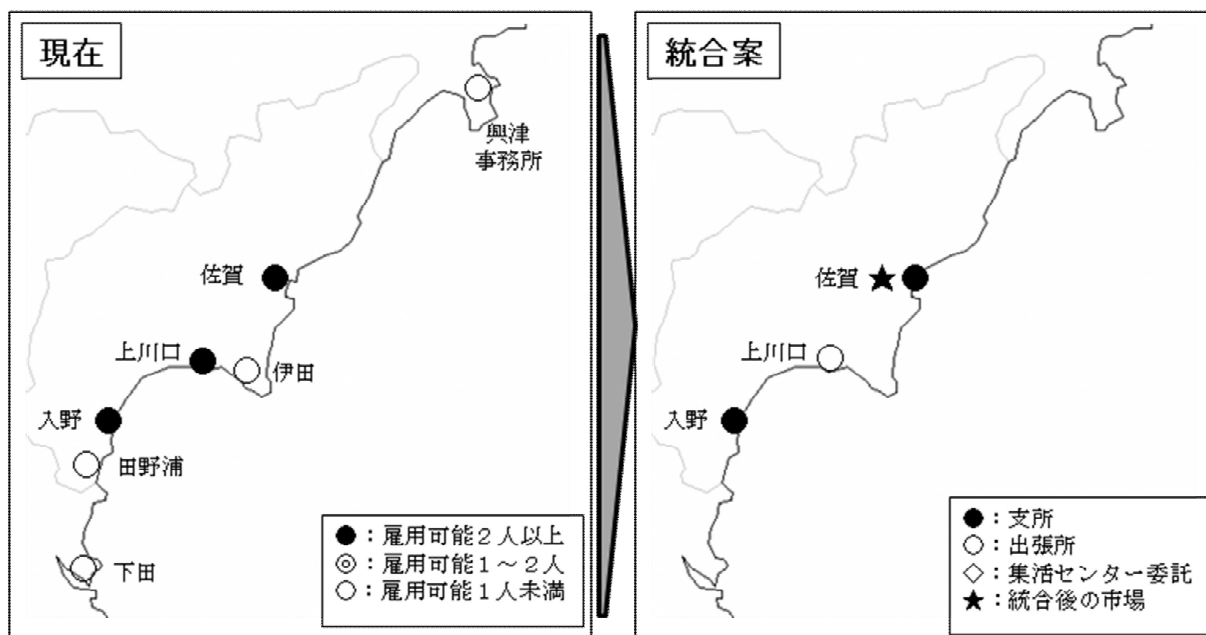 現在
興津
事務所
佐賀
上川口
伊田
入野
田野浦
下田
●：雇用可能２人以上
◎：雇用可能１～２人
○：雇用可能１人未満
統合案
佐賀
上川口
入野
●：支所
○：出張所
◇：集活センター委託
★：統合後の市場